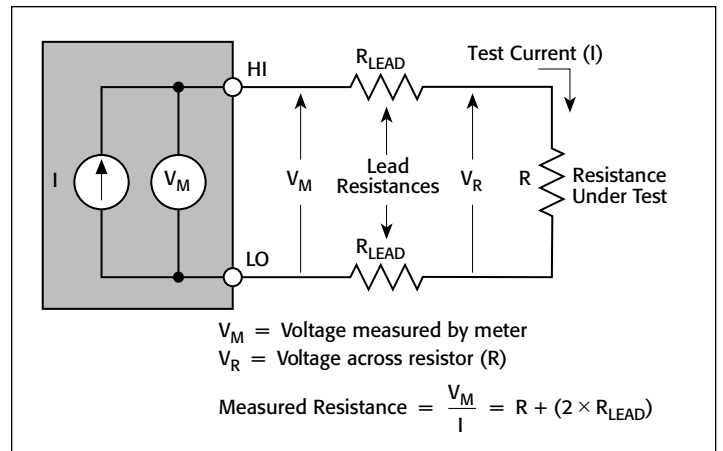 HI
R_LEAD
Test Current (I)
I
V_M
V_M
Lead
Resistances
V_R
R
Resistance
Under Test
R_LEAD
LO
V_M = Voltage measured by meter
V_R = Voltage across resistor (R)
Measured Resistance = V_M / I = R + (2 × R_LEAD)